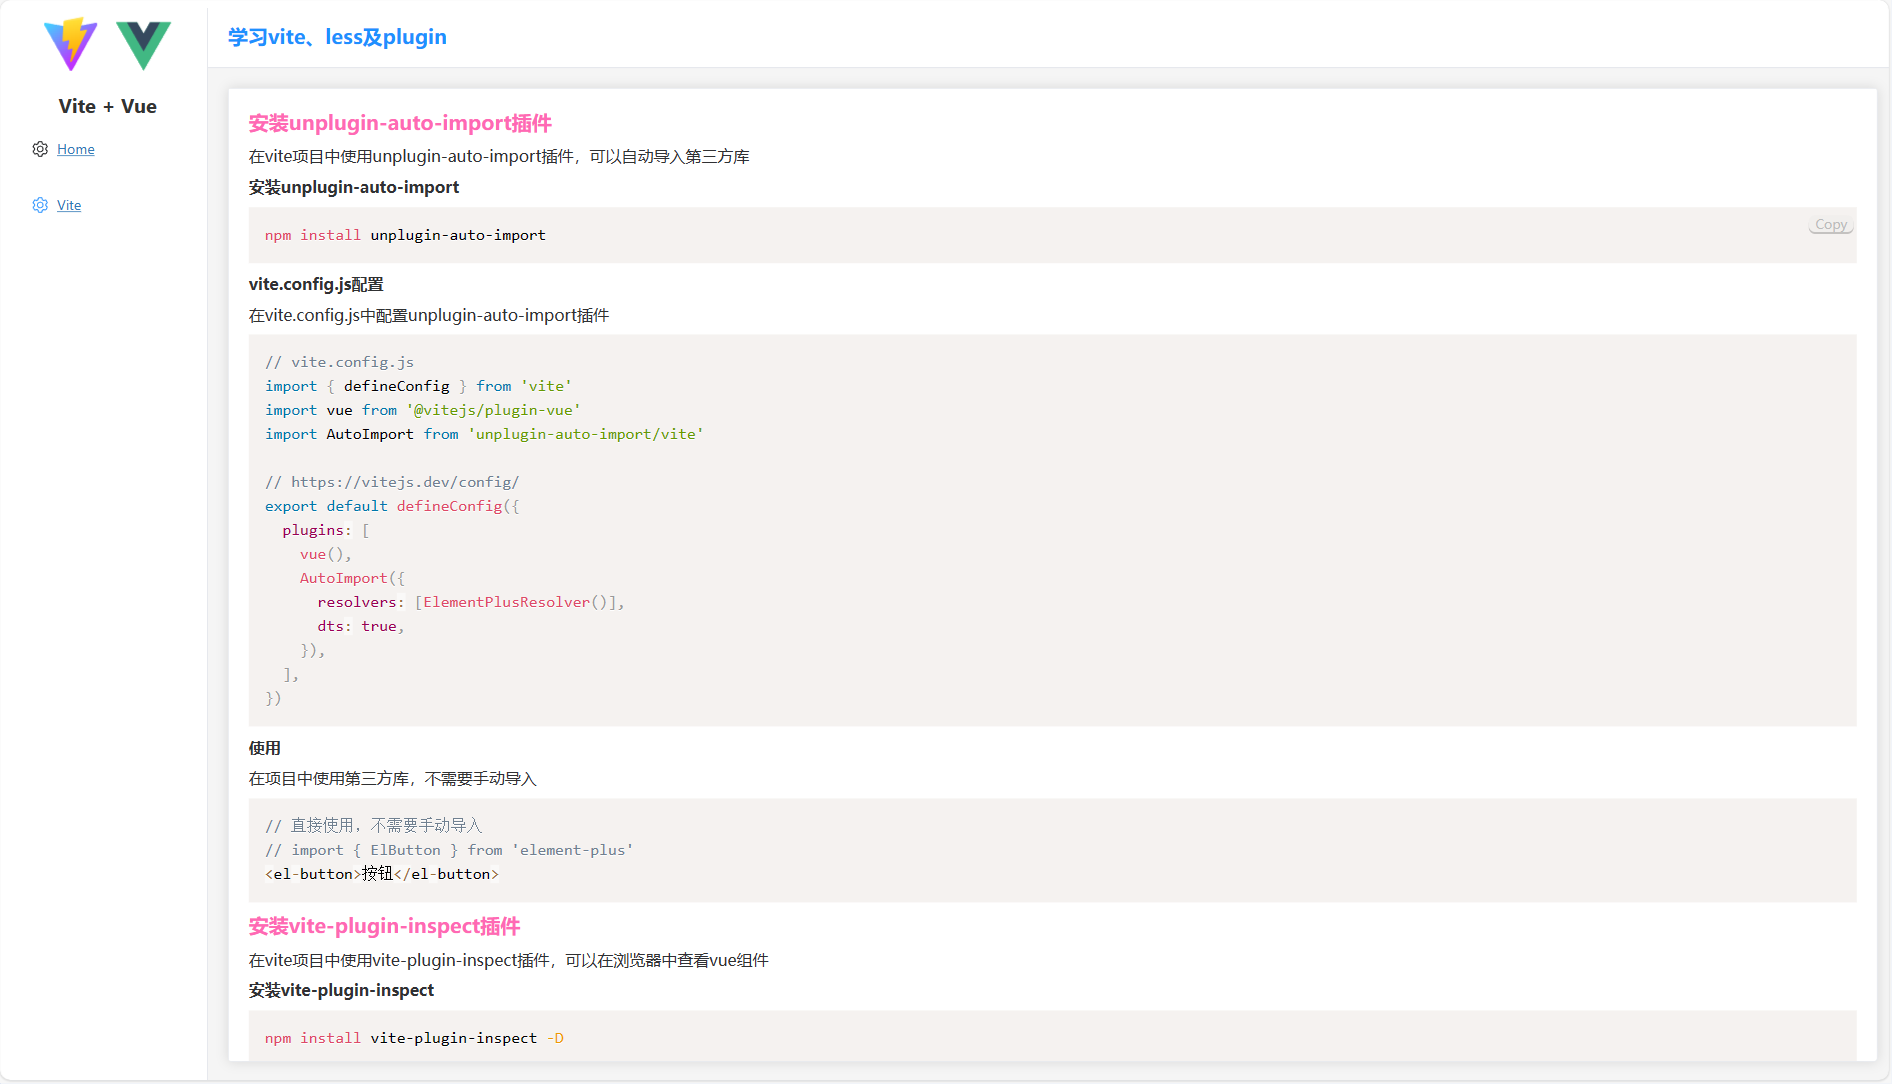 Vite + Vue
Home
Vite
学习vite、less及plugin
安装unplugin-auto-import插件
在vite项目中使用unplugin-auto-import插件，可以自动导入第三方库
安装unplugin-auto-import
Copy
npm install unplugin-auto-import
vite.config.js配置
在vite.config.js中配置unplugin-auto-import插件
// vite.config.js
import { defineConfig } from 'vite'
import vue from '@vitejs/plugin-vue'
import AutoImport from 'unplugin-auto-import/vite'
// https://vitejs.dev/config/
export default defineConfig({
  plugins: [
    vue(),
    AutoImport({
      resolvers: [ElementPlusResolver()],
      dts: true,
    }),
  ],
})
使用
在项目中使用第三方库，不需要手动导入
// 直接使用，不需要手动导入
// import { ElButton } from 'element-plus'
<el-button>按钮</el-button>
安装vite-plugin-inspect插件
在vite项目中使用vite-plugin-inspect插件，可以在浏览器中查看vue组件
安装vite-plugin-inspect
npm install vite-plugin-inspect -D